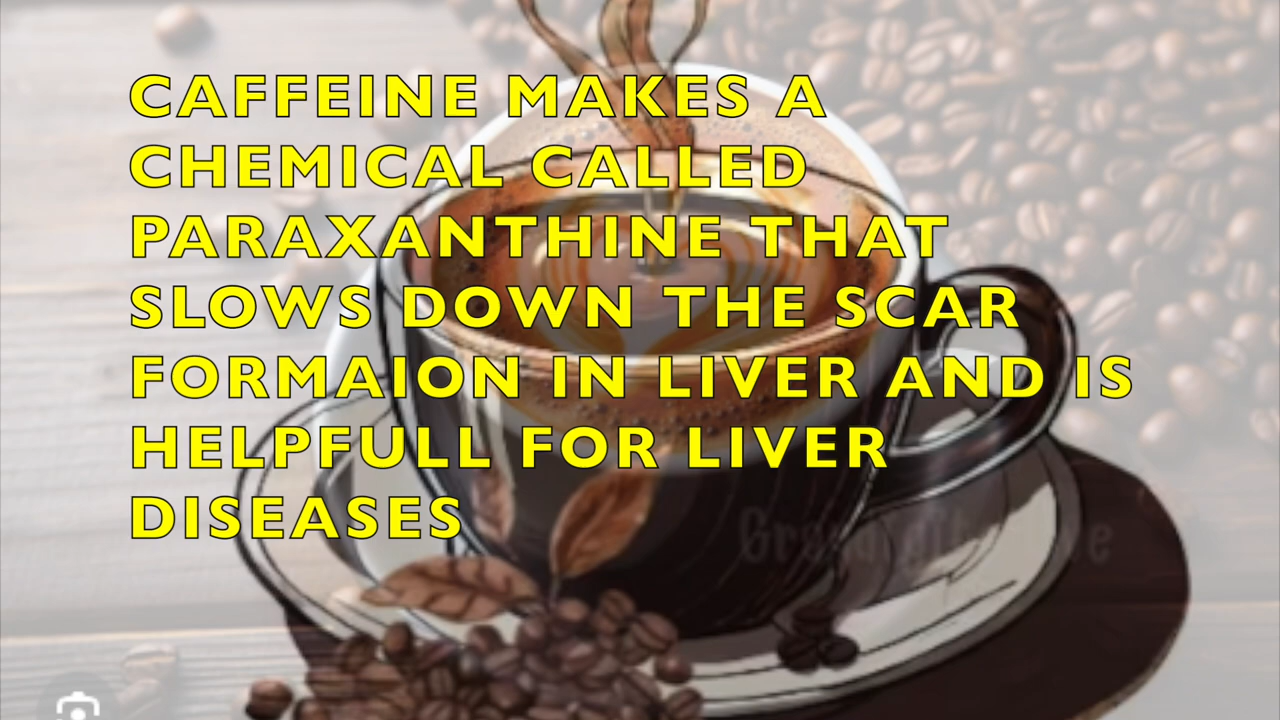 CAFFEINE MAKES A
CHEMICAL CALLED
PARAXANTHINE THAT
SLOWS DOWN THE SCAR
FORMAION IN LIVER AND IS
HELPFULL FOR LIVER
DISEASES